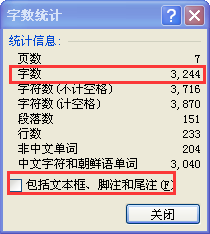 字数统计
统计信息:
页数 7
字数 3,244
字符数(不计空格) 3,716
字符数(计空格) 3,870
段落数 151
行数 233
非中文单词 204
中文字符和朝鲜语单词 3,040
包括文本框、脚注和尾注(F)
关闭